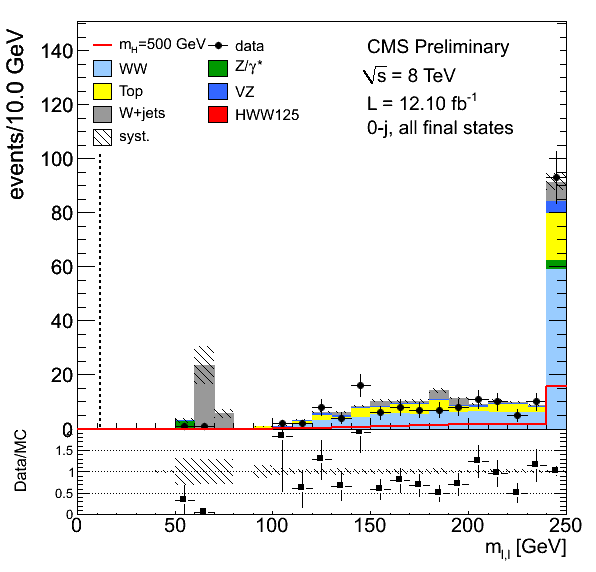 events/10.0 GeV
140
120
100
80
60
40
20
0
m_H=500 GeV
data
WW
Z/γ*
Top
VZ
W+jets
HWW125
syst.
CMS Preliminary
√s = 8 TeV
L = 12.10 fb⁻¹
0-j, all final states
Data/MC
1.5
1
0.5
0
0 50 100 150 200 250
m_l,l [GeV]